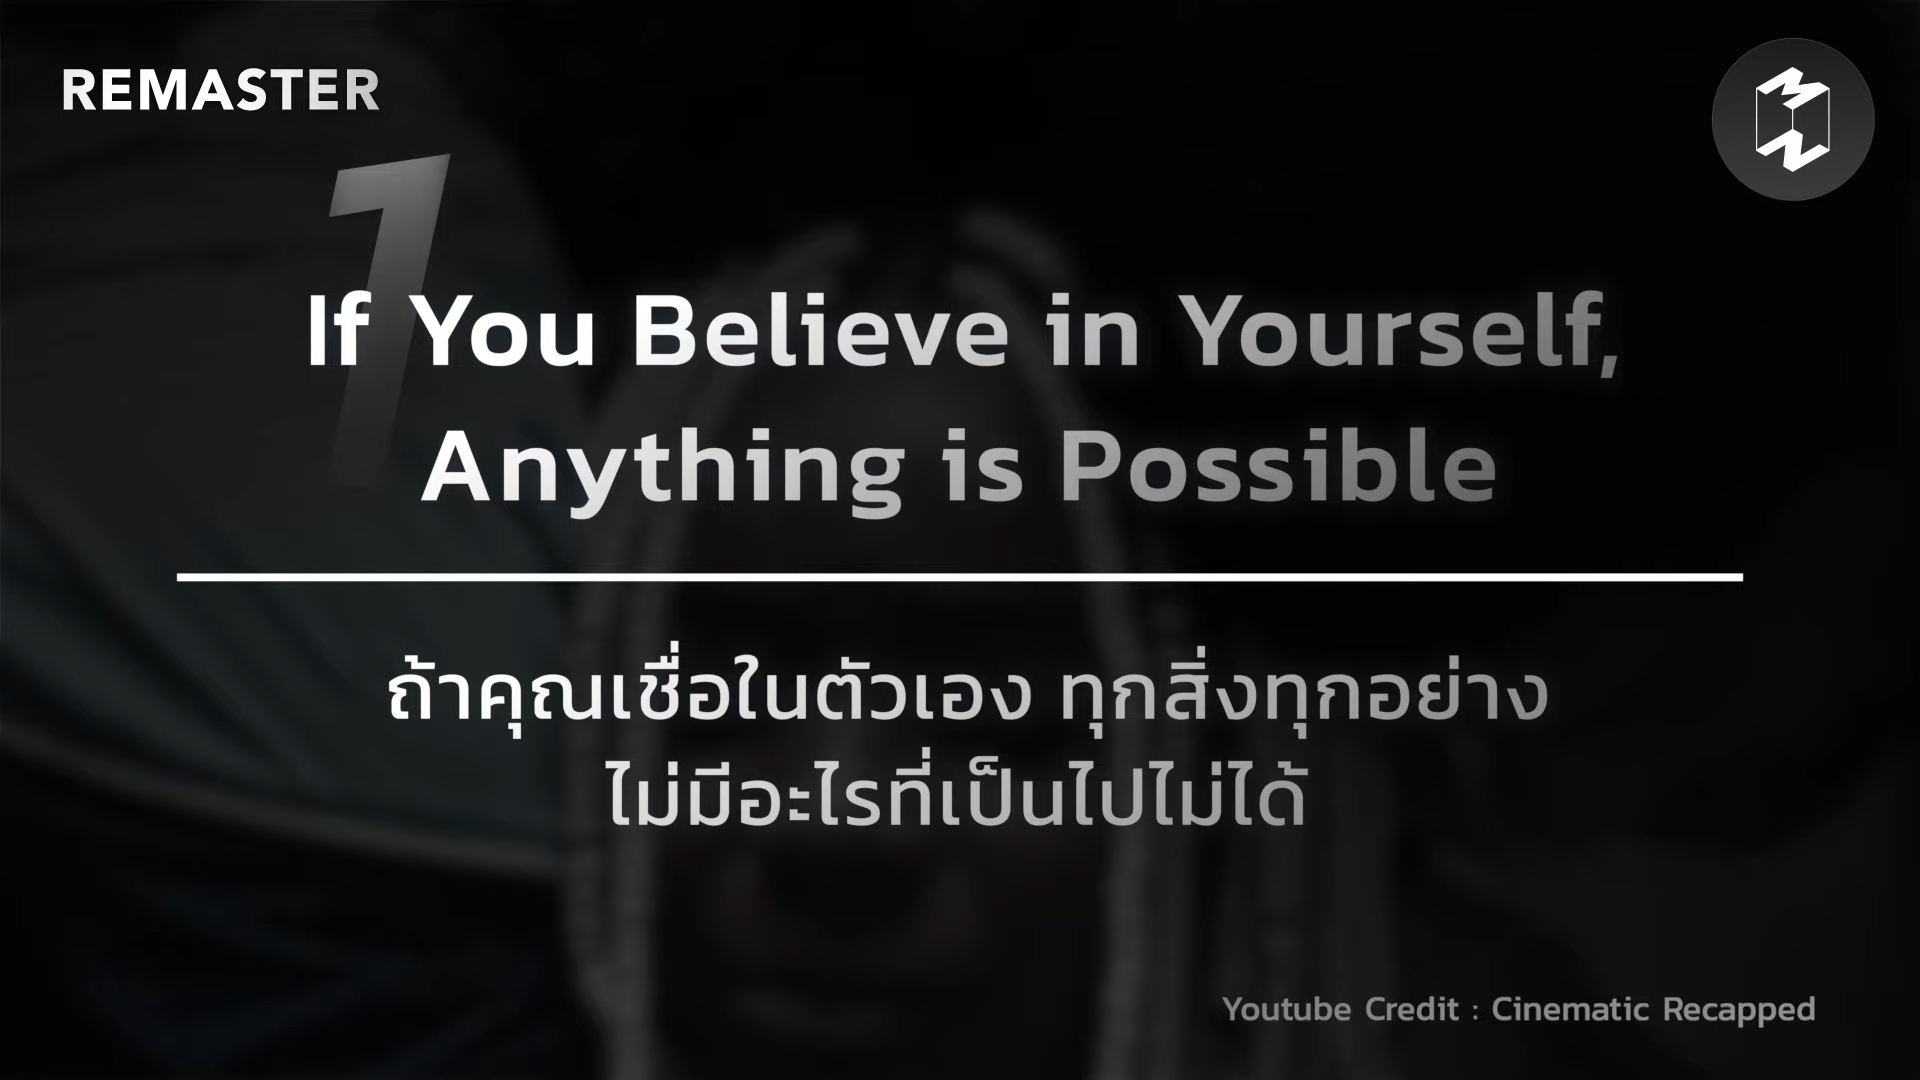 REMASTER
1
If You Believe in Yourself,
Anything is Possible
ถ้าคุณเชื่อในตัวเอง ทุกสิ่งทุกอย่าง
ไม่มีอะไรที่เป็นไปไม่ได้
Youtube Credit : Cinematic Recapped